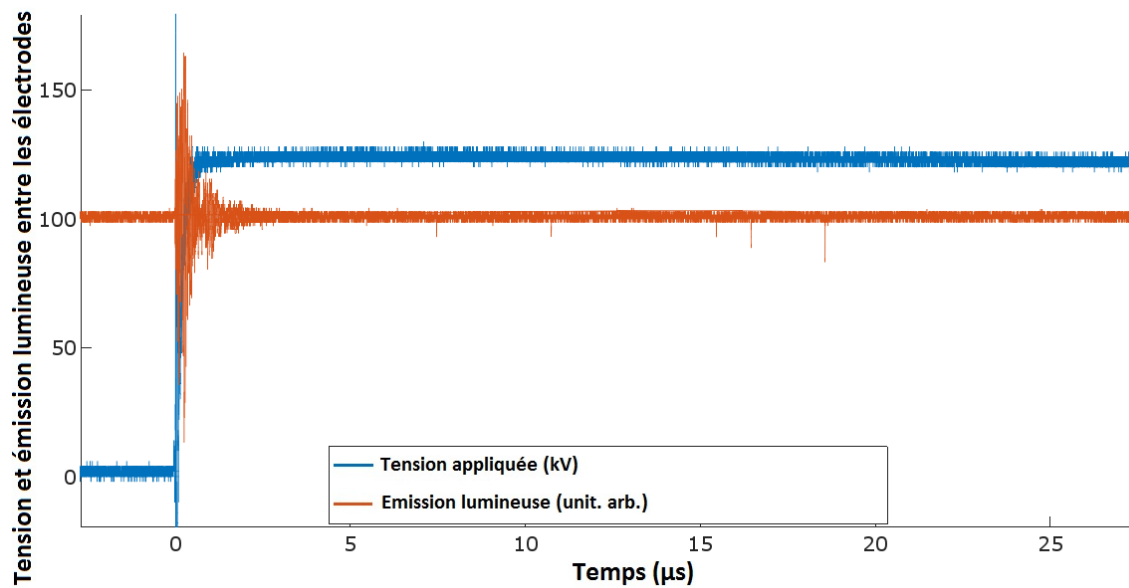 Tension et émission lumineuse entre les électrodes
150
100
50
0
Tension appliquée (kV)
Emission lumineuse (unit. arb.)
0 5 10 15 20 25
Temps (µs)